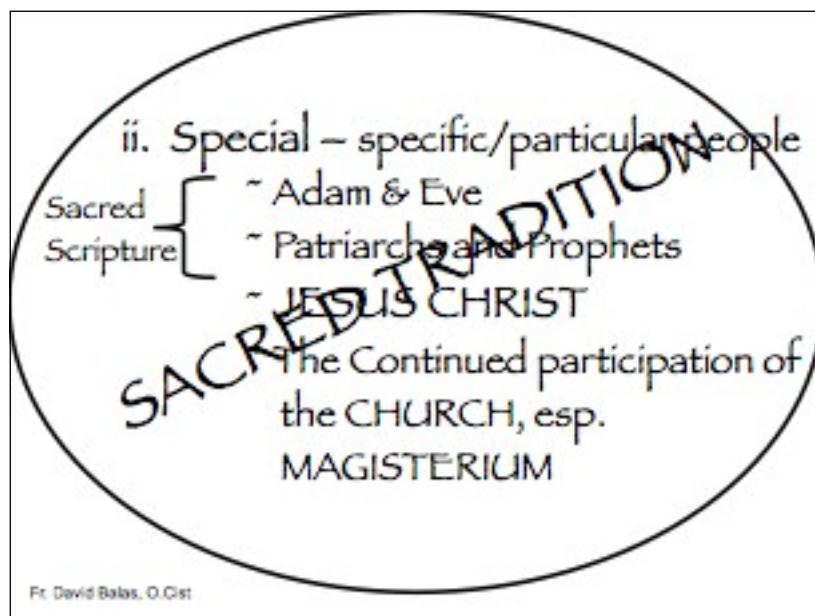 ii. Special – specific/particular people
Sacred
Scripture
~ Adam & Eve
~ Patriarchs and Prophets
~ JESUS CHRIST
The Continued participation of
the CHURCH, esp.
MAGISTERIUM
SACRED TRADITION
Fr. David Balas, O.Cist